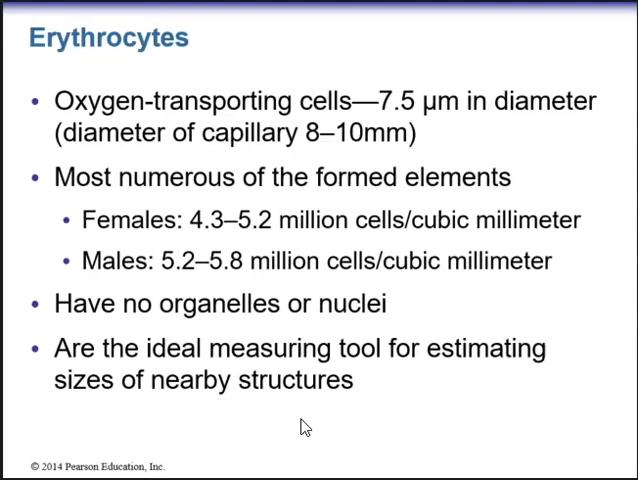 Erythrocytes
• Oxygen-transporting cells—7.5 μm in diameter
(diameter of capillary 8–10mm)
• Most numerous of the formed elements
• Females: 4.3–5.2 million cells/cubic millimeter
• Males: 5.2–5.8 million cells/cubic millimeter
• Have no organelles or nuclei
• Are the ideal measuring tool for estimating
sizes of nearby structures
© 2014 Pearson Education, Inc.